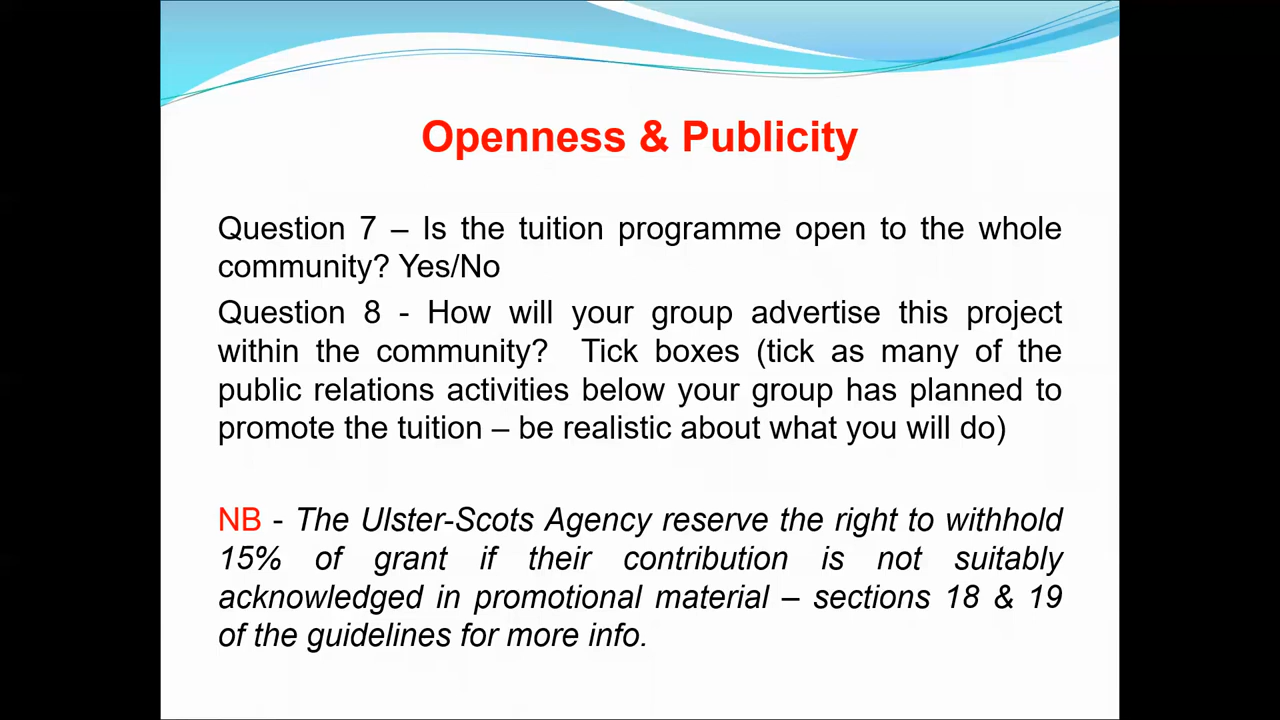 Openness & Publicity
Question 7 – Is the tuition programme open to the whole
community? Yes/No
Question 8 - How will your group advertise this project
within the community?  Tick boxes (tick as many of the
public relations activities below your group has planned to
promote the tuition – be realistic about what you will do)
NB - The Ulster-Scots Agency reserve the right to withhold
15% of grant if their contribution is not suitably
acknowledged in promotional material – sections 18 & 19
of the guidelines for more info.